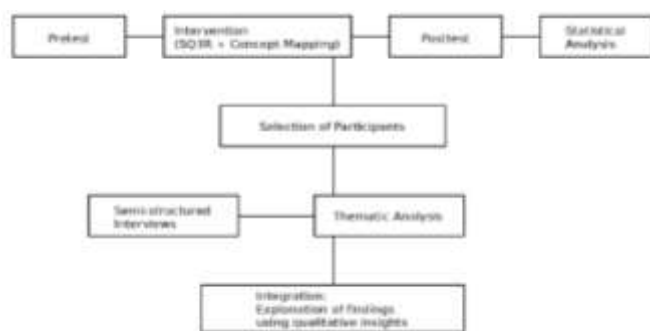 Pretest
Intervention
(SQ3R + Concept Mapping)
Posttest
Statistical
Analysis
Selection of Participants
Semi-structured
Interviews
Thematic Analysis
Integration:
Explanation of findings
using qualitative insights